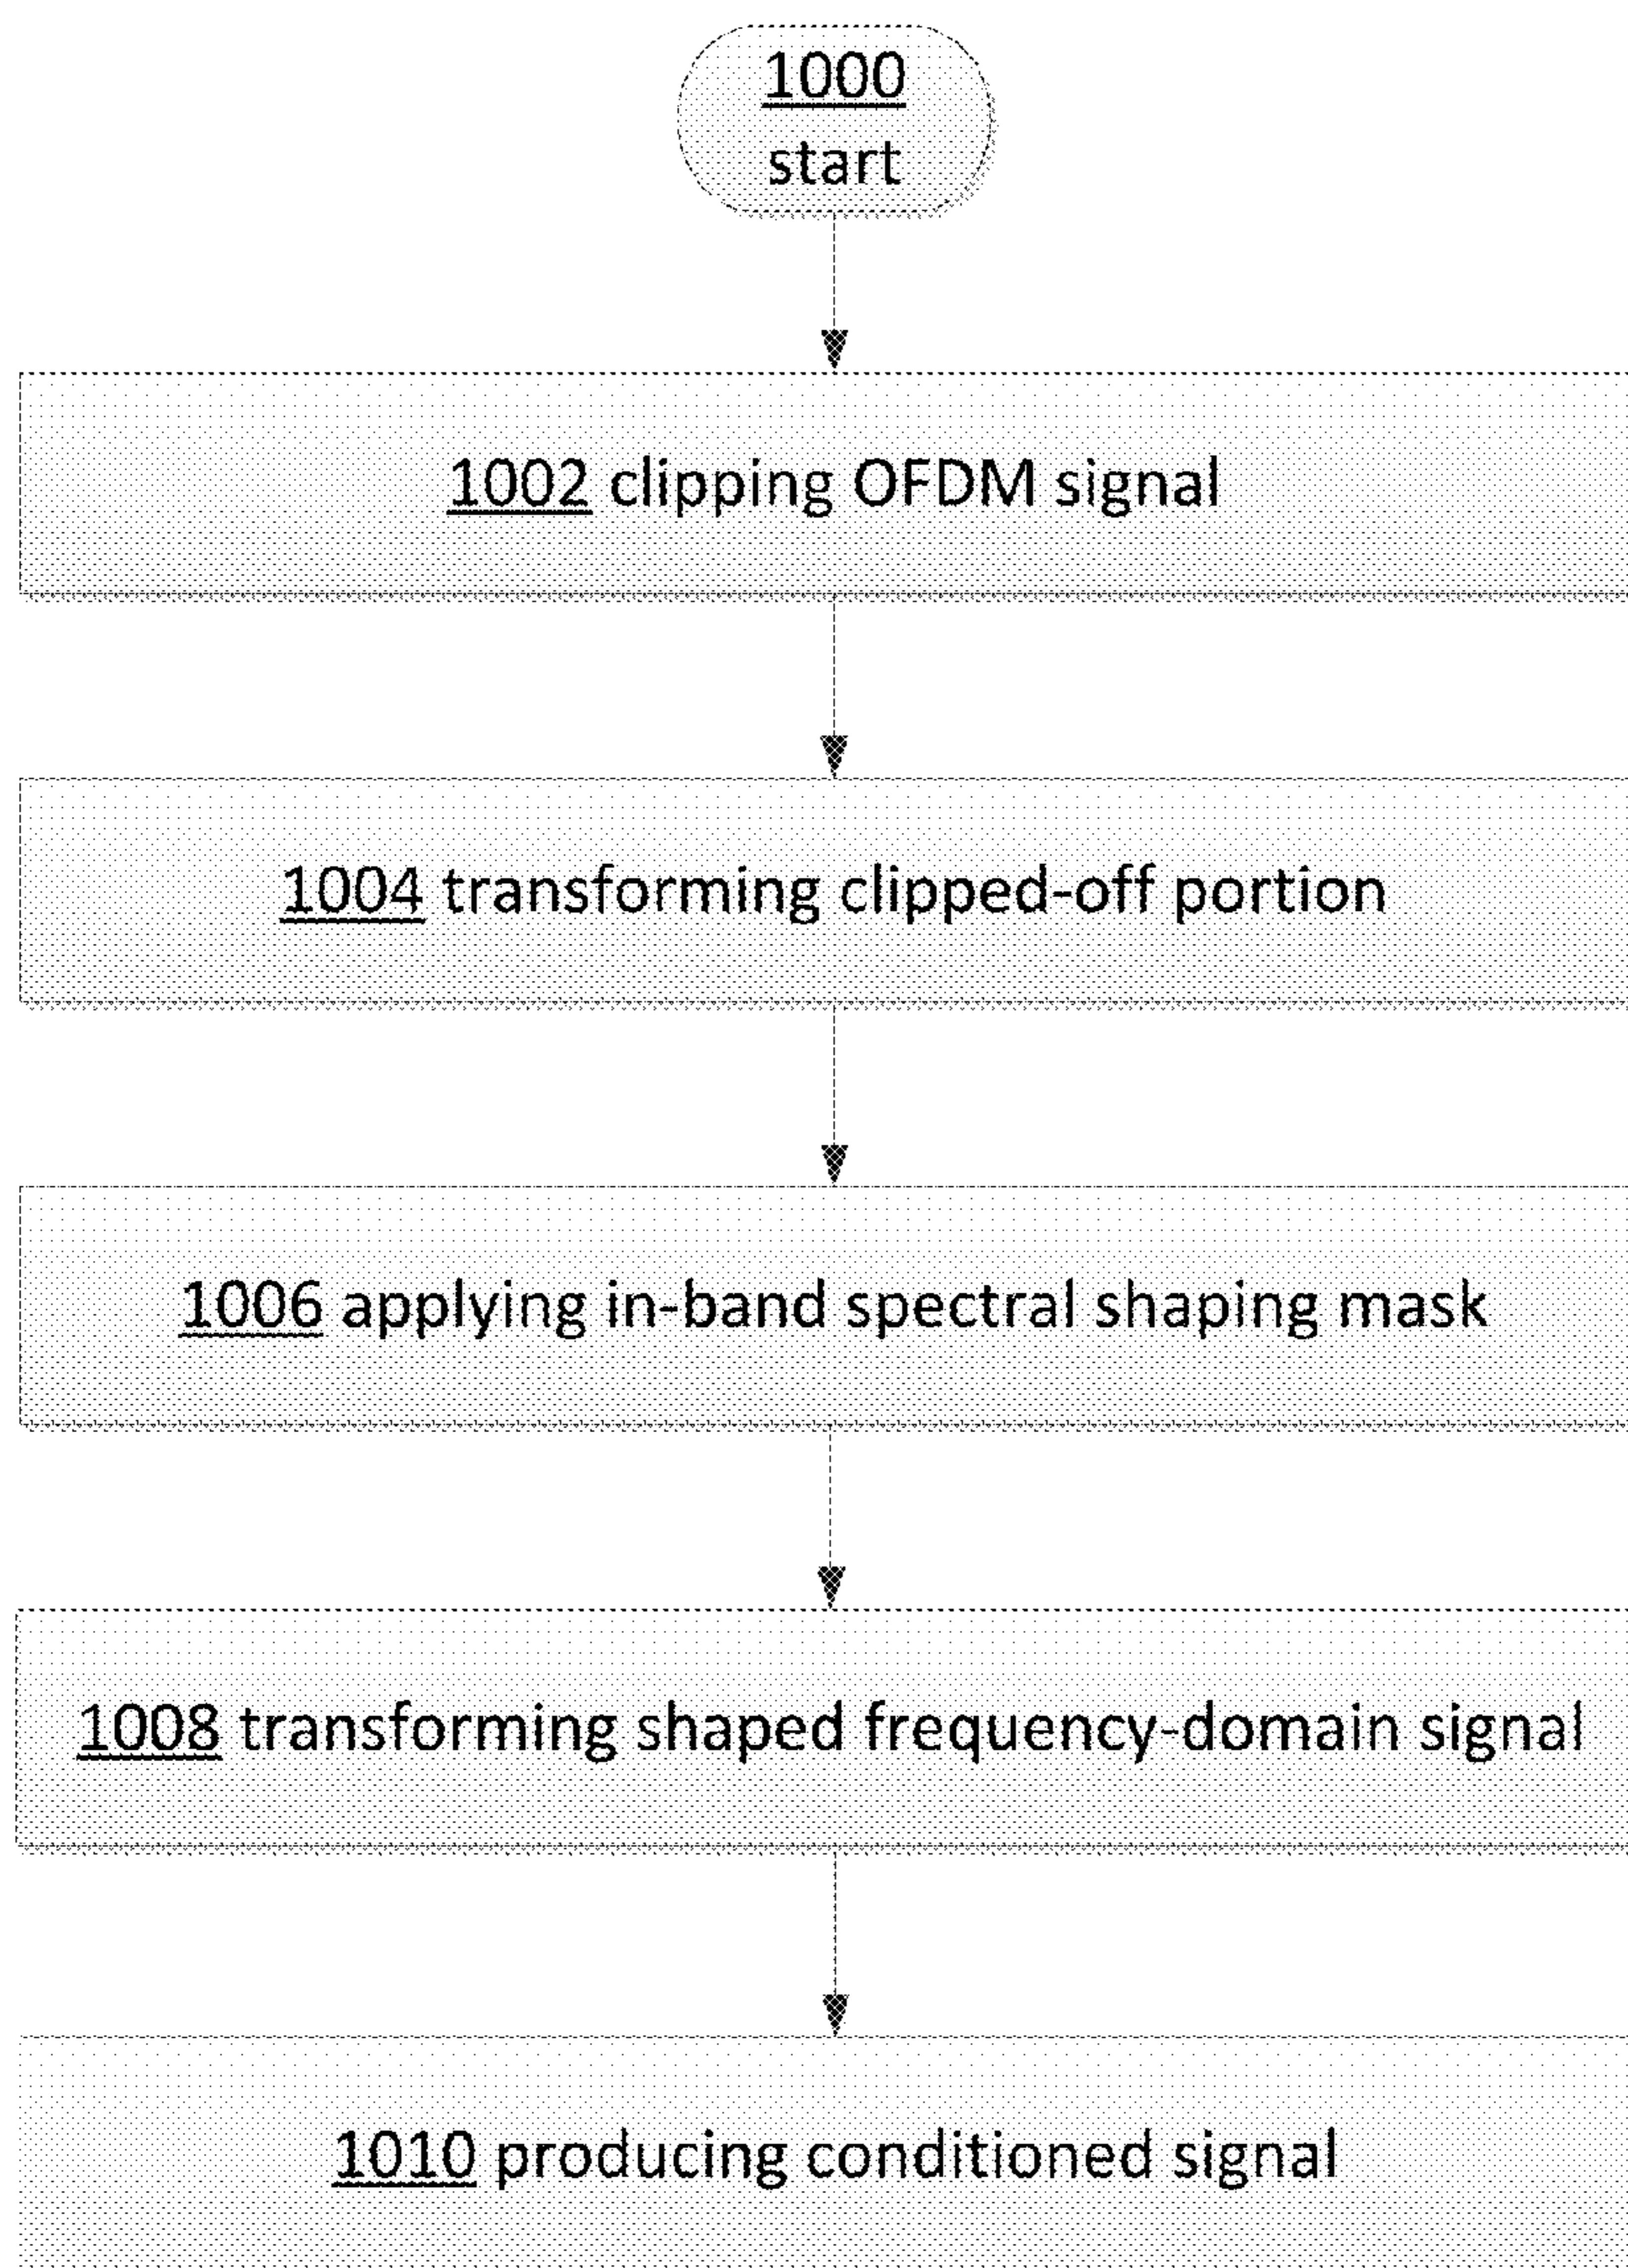 1000
start
1002 clipping OFDM signal
1004 transforming clipped-off portion
1006 applying in-band spectral shaping mask
1008 transforming shaped frequency-domain signal
1010 producing conditioned signal